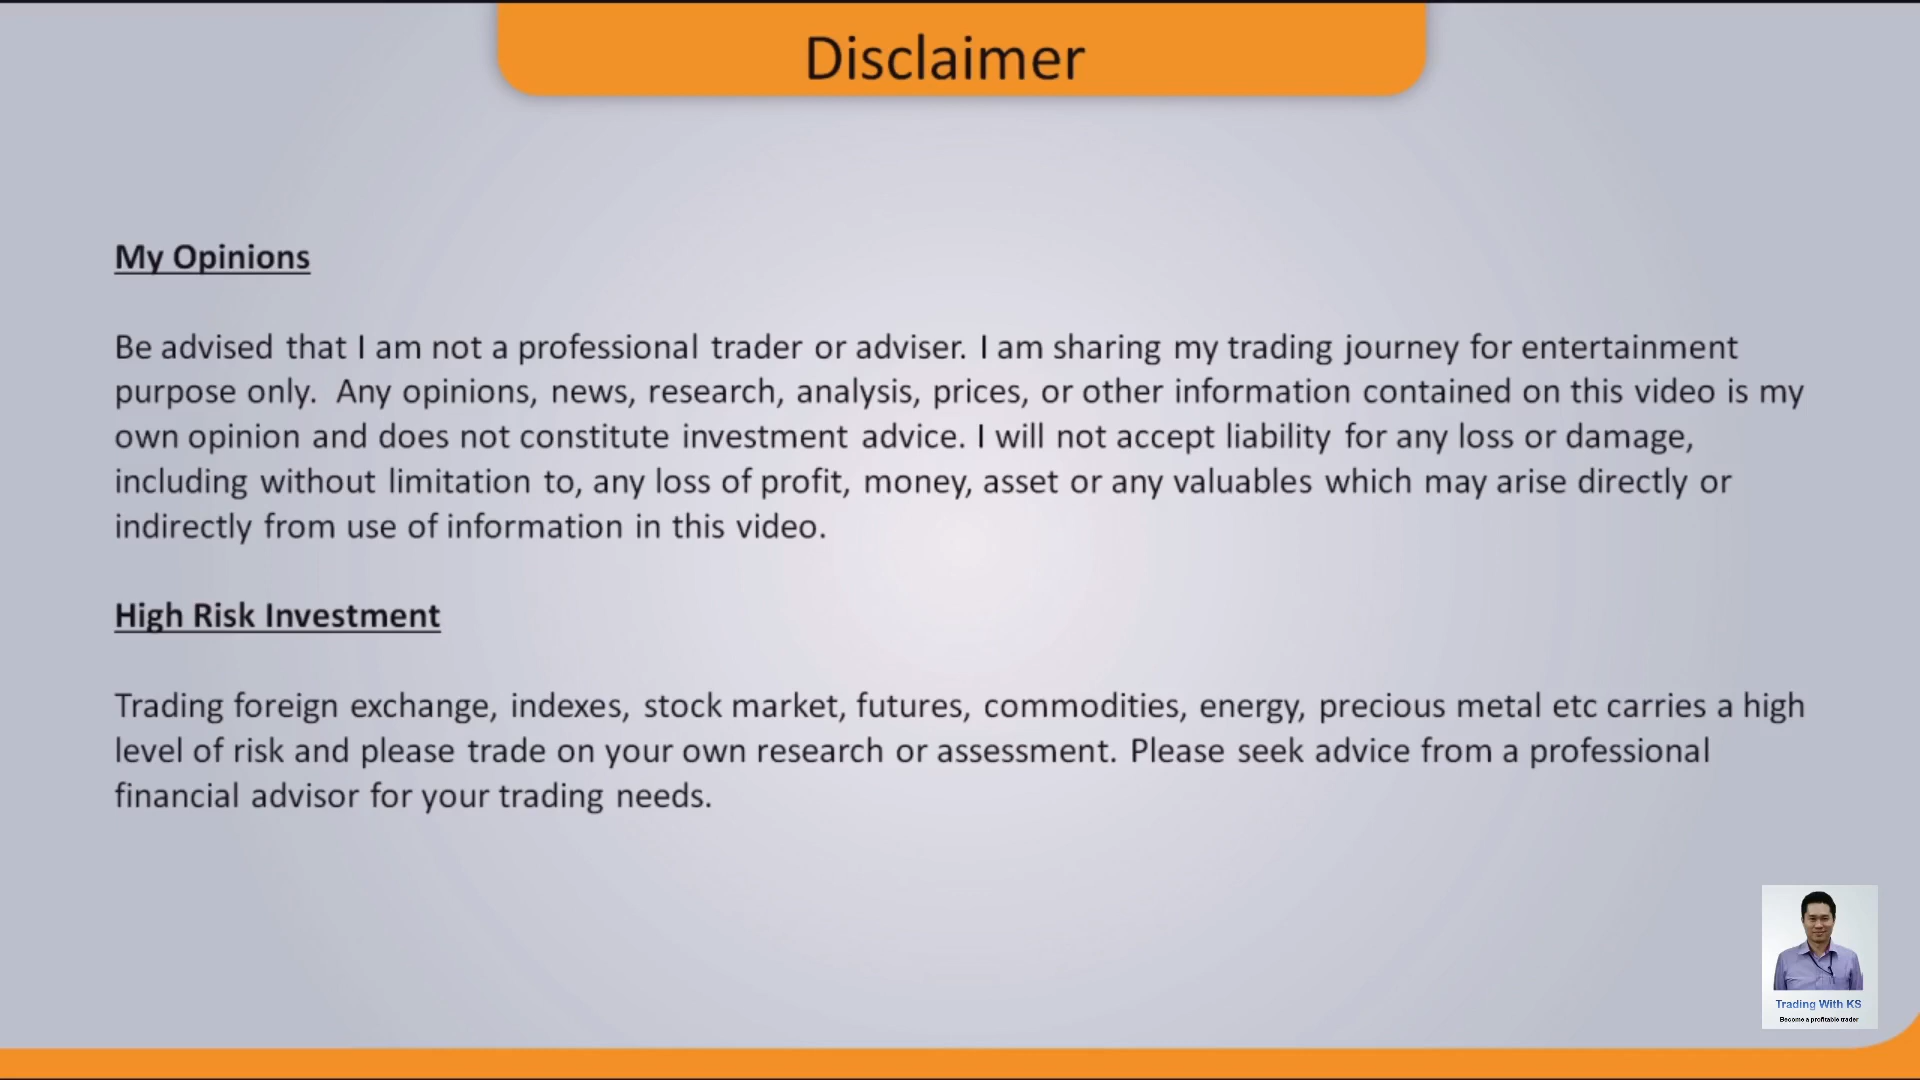 Disclaimer
My Opinions
Be advised that I am not a professional trader or adviser. I am sharing my trading journey for entertainment
purpose only.  Any opinions, news, research, analysis, prices, or other information contained on this video is my
own opinion and does not constitute investment advice. I will not accept liability for any loss or damage,
including without limitation to, any loss of profit, money, asset or any valuables which may arise directly or
indirectly from use of information in this video.
High Risk Investment
Trading foreign exchange, indexes, stock market, futures, commodities, energy, precious metal etc carries a high
level of risk and please trade on your own research or assessment. Please seek advice from a professional
financial advisor for your trading needs.
Trading With KS
Become a profitable trader